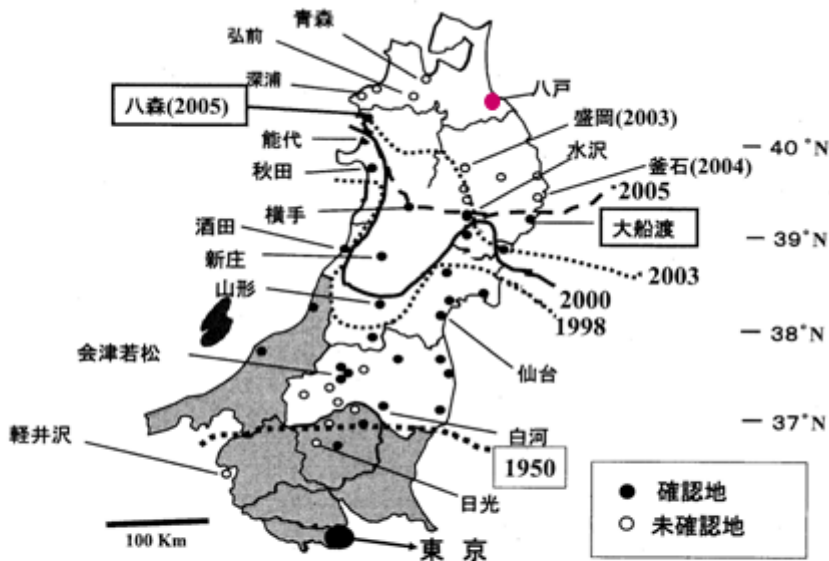 青森
弘前
深浦
八戸
八森(2005)
盛岡(2003)
能代
水沢
40°N
釜石(2004)
秋田
2005
横手
大船渡
酒田
39°N
新庄
2003
山形
2000
1998
38°N
会津若松
仙台
37°N
軽井沢
白河
1950
日光
確認地
未確認地
100 Km
東 京